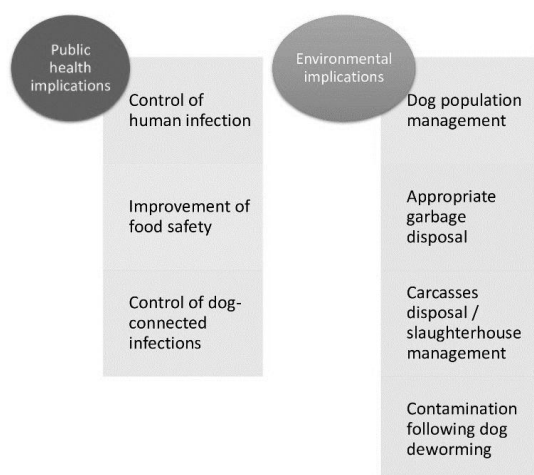 Public
health
implications
Control of
human infection
Improvement of
food safety
Control of dog-
connected
infections
Environmental
implications
Dog population
management
Appropriate
garbage
disposal
Carcasses
disposal /
slaughterhouse
management
Contamination
following dog
deworming